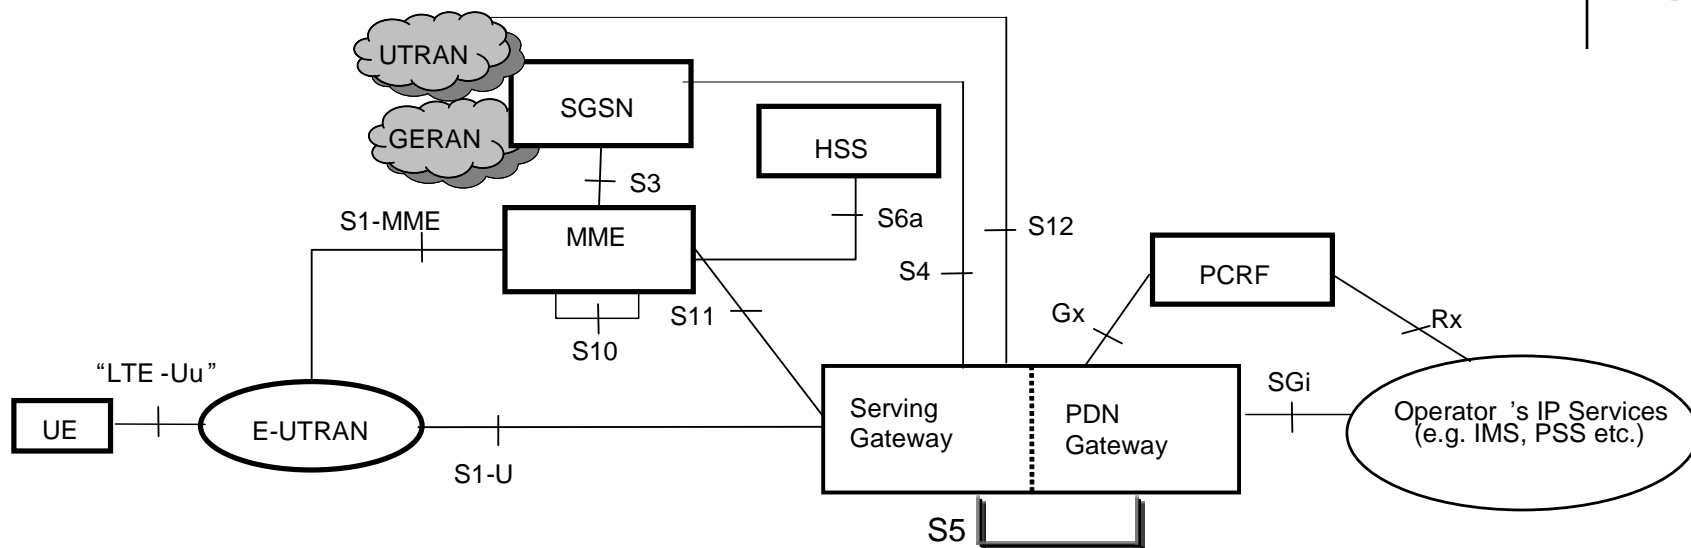 UTRAN
SGSN
GERAN
HSS
S3
S1-MME
MME
S6a
S12
S4
PCRF
S11
Gx
Rx
S10
“LTE -Uu”
SGi
UE
E-UTRAN
Serving
Gateway
PDN
Gateway
Operator ’s IP Services
(e.g. IMS, PSS etc.)
S1-U
S5